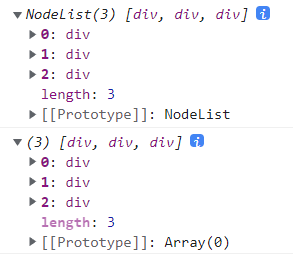 ▼NodeList(3) [div, div, div] i
▶0: div
▶1: div
▶2: div
length: 3
▶[[Prototype]]: NodeList
▼(3) [div, div, div] i
▶0: div
▶1: div
▶2: div
length: 3
▶[[Prototype]]: Array(0)